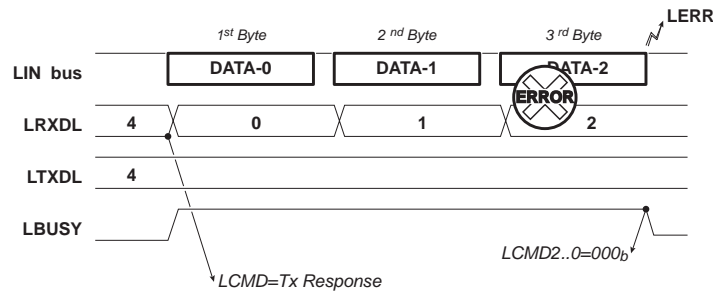 LERR
1st Byte 2 nd Byte 3 rd Byte
LIN bus DATA-0 DATA-1 DATA-2
ERROR
LRXDL 4 0 1 2
LTXDL 4
LBUSY
LCMD2..0=000b
LCMD=Tx Response